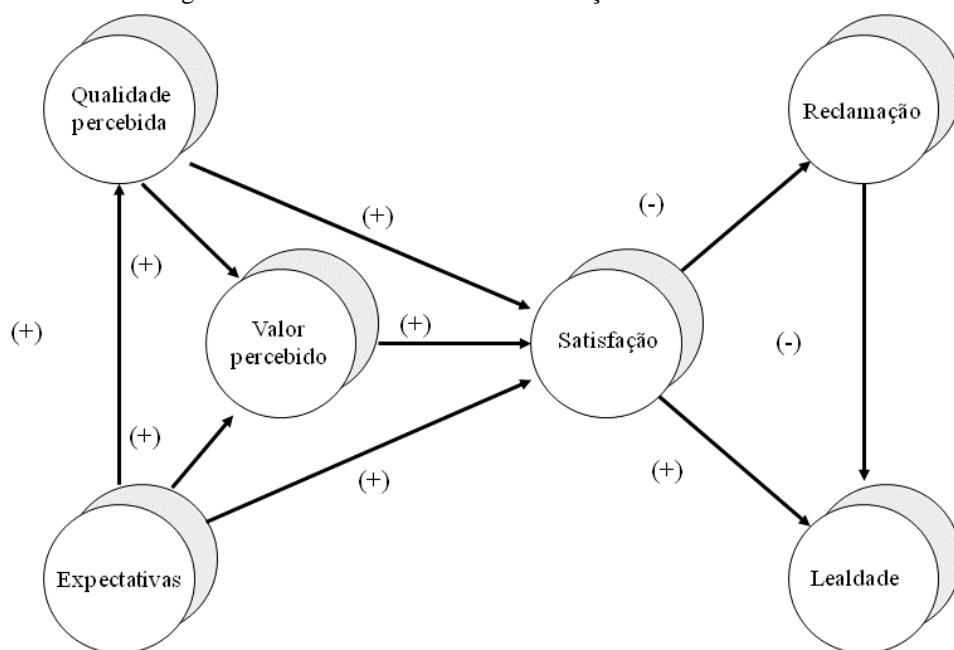 Qualidade
percebida
Reclamação
(-)
(+)
(+)
(+)
Valor
percebido
(+)
Satisfação
(-)
(+)
(+)
(+)
Expectativas
Lealdade